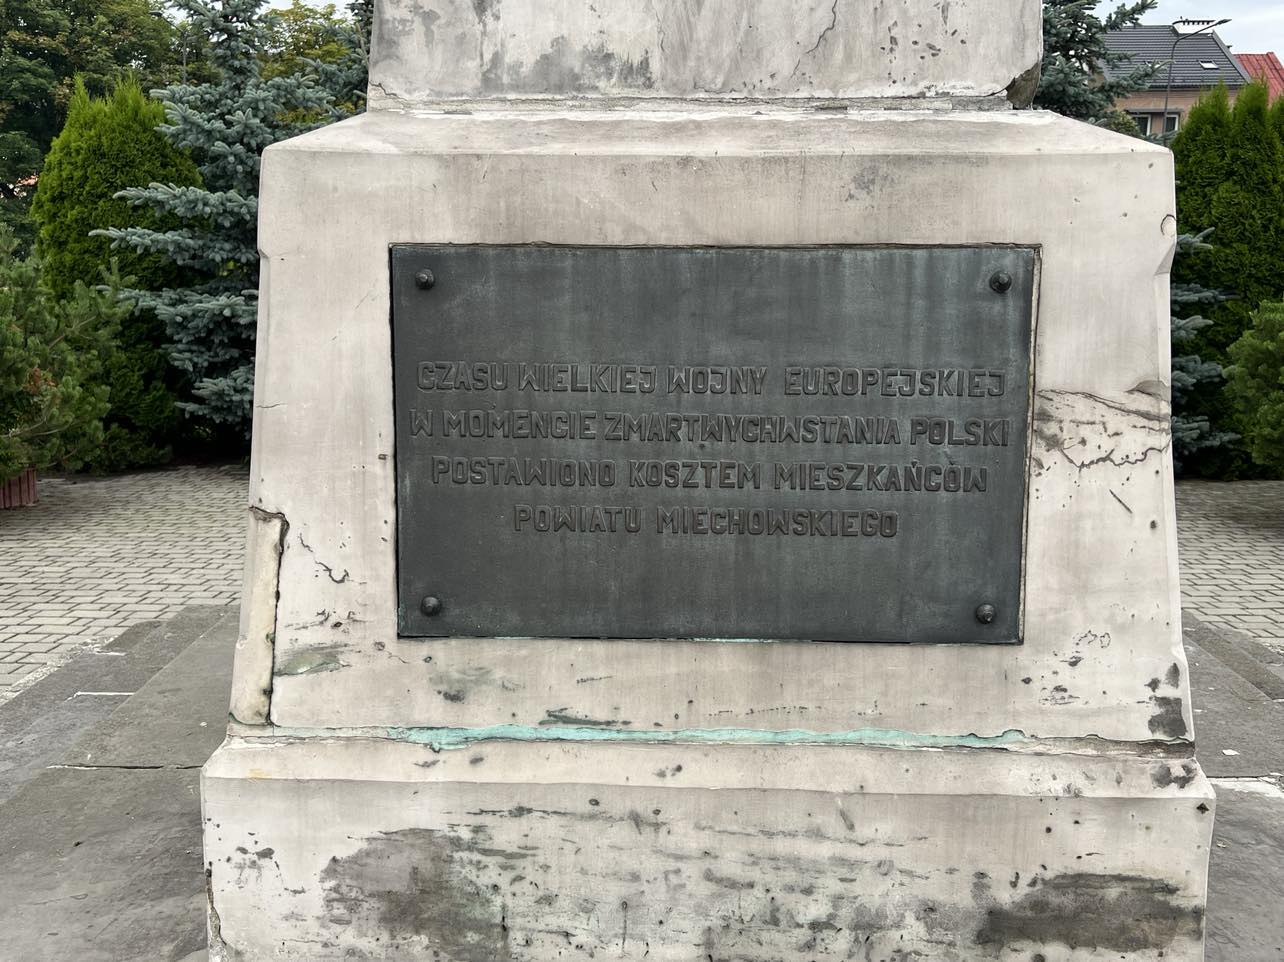 CZASU WIELKIEJ WOJNY EUROPEJSKIEJ
W MOMENCIE ZMARTWYCHWSTANIA POLSKI
POSTAWIONO KOSZTEM MIESZKAŃCÓW
POWIATU MIECHOWSKIEGO